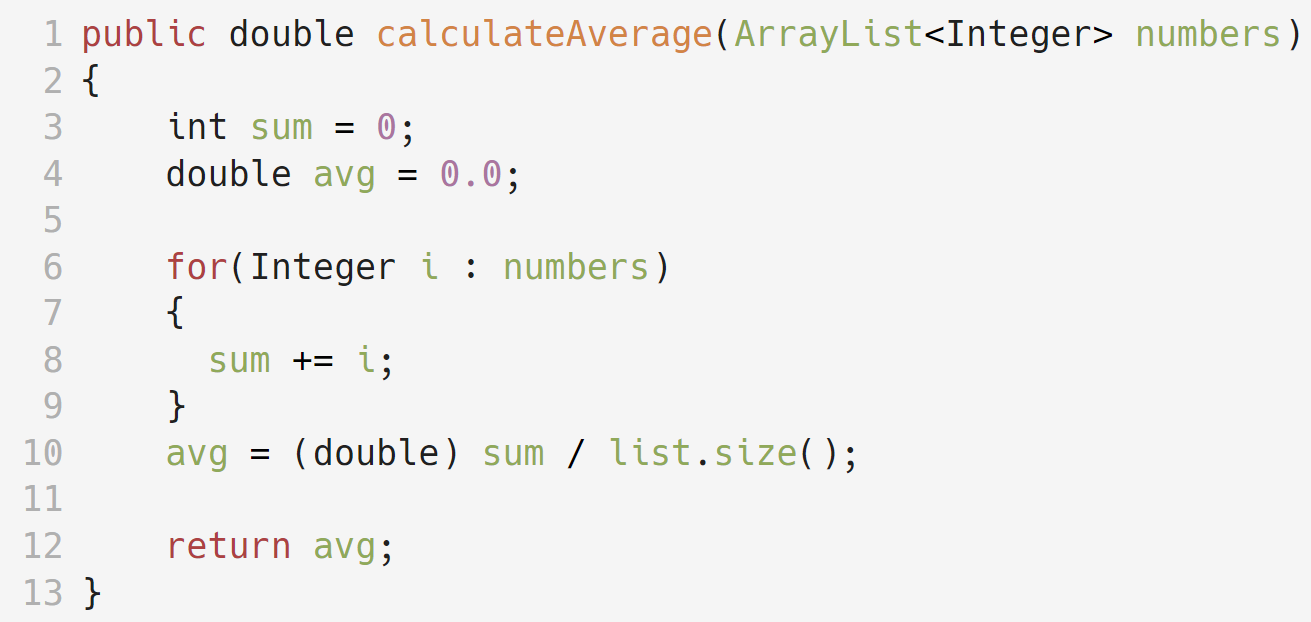 1 public double calculateAverage(ArrayList<Integer> numbers)
2 {
3     int sum = 0;
4     double avg = 0.0;
5
6     for(Integer i : numbers)
7     {
8       sum += i;
9     }
10     avg = (double) sum / list.size();
11
12     return avg;
13 }